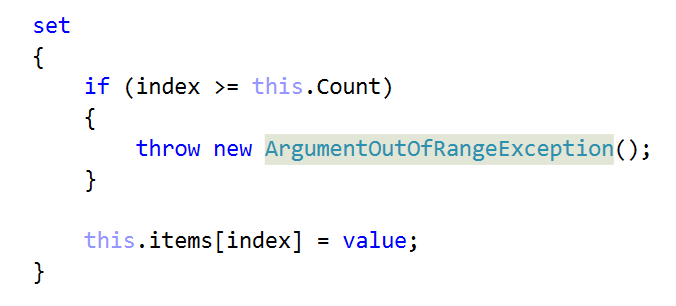 set
{
    if (index >= this.Count)
    {
        throw new ArgumentOutOfRangeException();
    }

    this.items[index] = value;
}